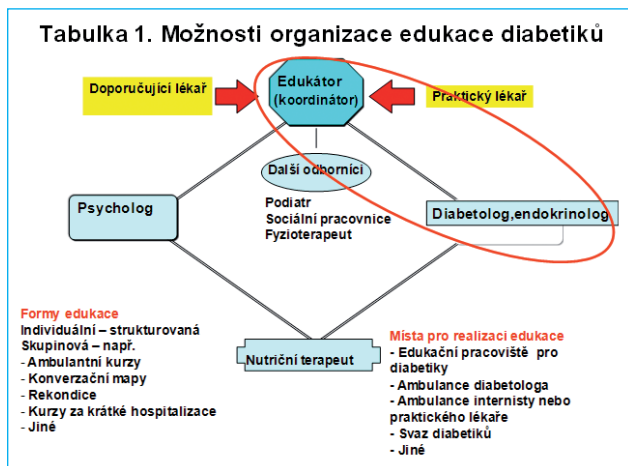 Tabulka 1. Možnosti organizace edukace diabetiků
Doporučující lékař
Edukátor
(koordinátor)
Praktický lékař
Další odborníci
Podiatr
Sociální pracovnice
Fyzioterapeut
Psycholog
Diabetolog,endokrinolog
Nutriční terapeut
Formy edukace
Individuální – strukturovaná
Skupinová – např.
- Ambulantní kurzy
- Konverzační mapy
- Rekondice
- Kurzy za krátké hospitalizace
- Jiné
Místa pro realizaci edukace
- Edukační pracoviště pro
diabetiky
- Ambulance diabetologa
- Ambulance internisty nebo
praktického lékaře
- Svaz diabetiků
- Jiné